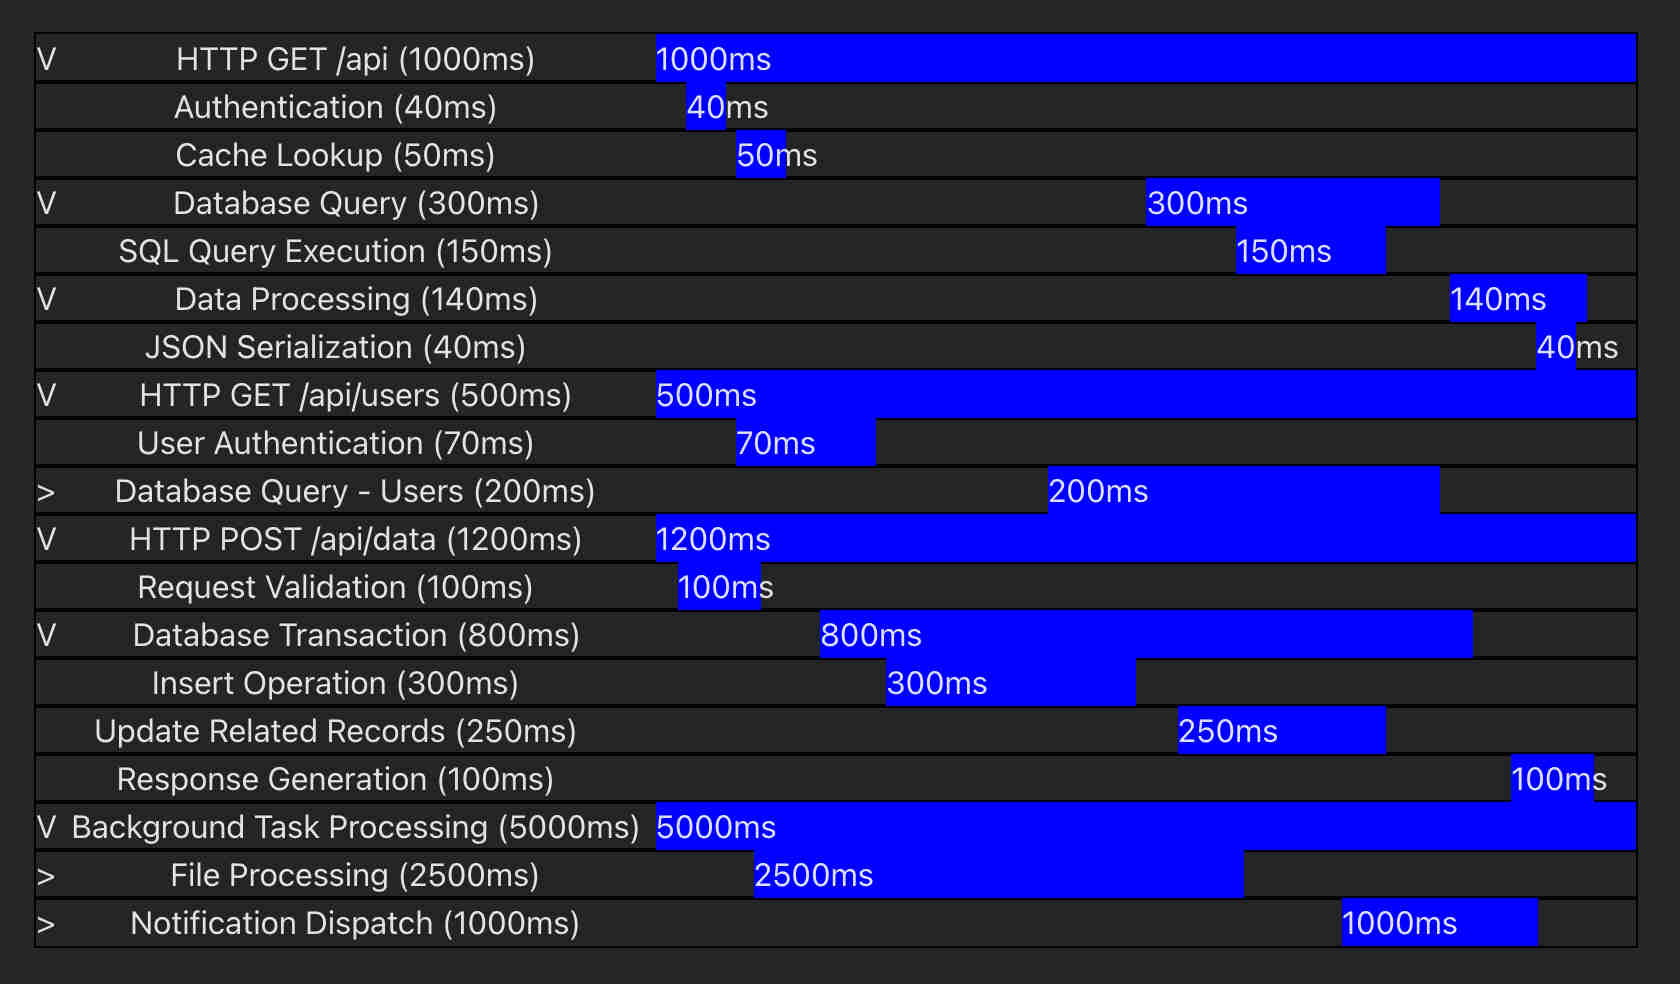 V HTTP GET /api (1000ms) 1000ms
Authentication (40ms) 40ms
Cache Lookup (50ms) 50ms
V Database Query (300ms) 300ms
SQL Query Execution (150ms) 150ms
V Data Processing (140ms) 140ms
JSON Serialization (40ms) 40ms
V HTTP GET /api/users (500ms) 500ms
User Authentication (70ms) 70ms
> Database Query - Users (200ms) 200ms
V HTTP POST /api/data (1200ms) 1200ms
Request Validation (100ms) 100ms
V Database Transaction (800ms) 800ms
Insert Operation (300ms) 300ms
Update Related Records (250ms) 250ms
Response Generation (100ms) 100ms
V Background Task Processing (5000ms) 5000ms
> File Processing (2500ms) 2500ms
> Notification Dispatch (1000ms) 1000ms